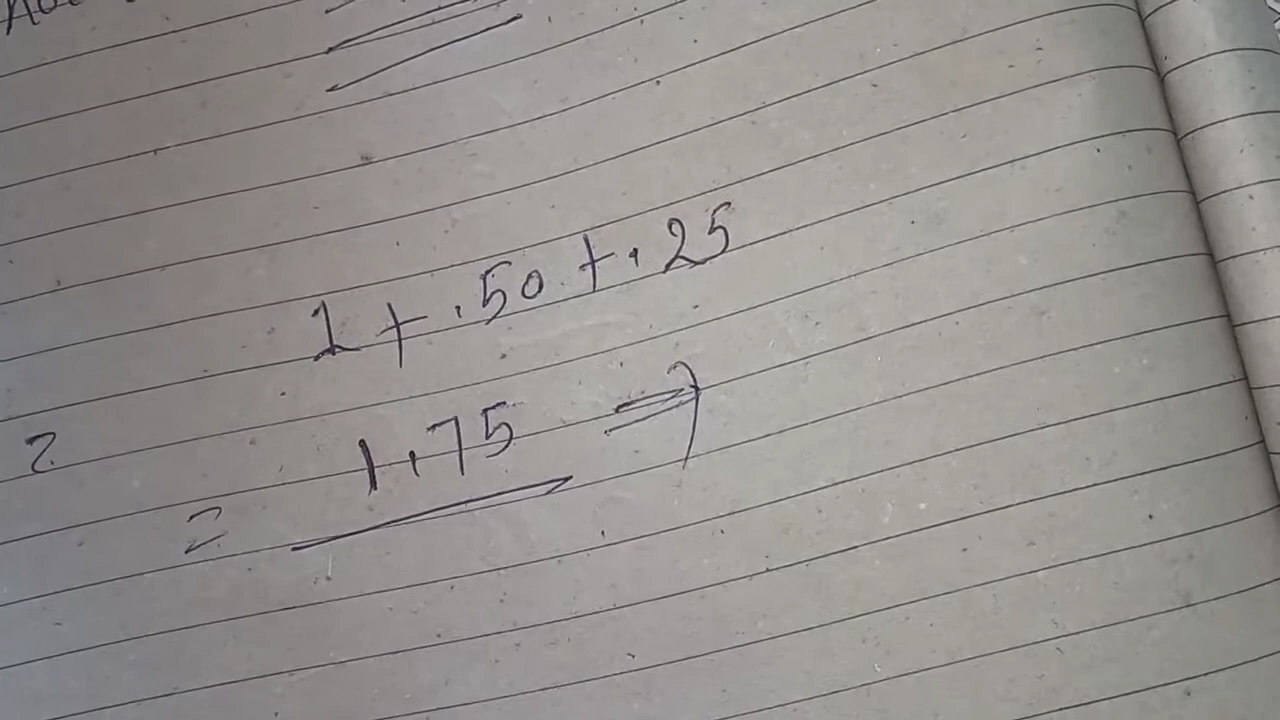 1 + .50 + .25
= 1.75 ⇒